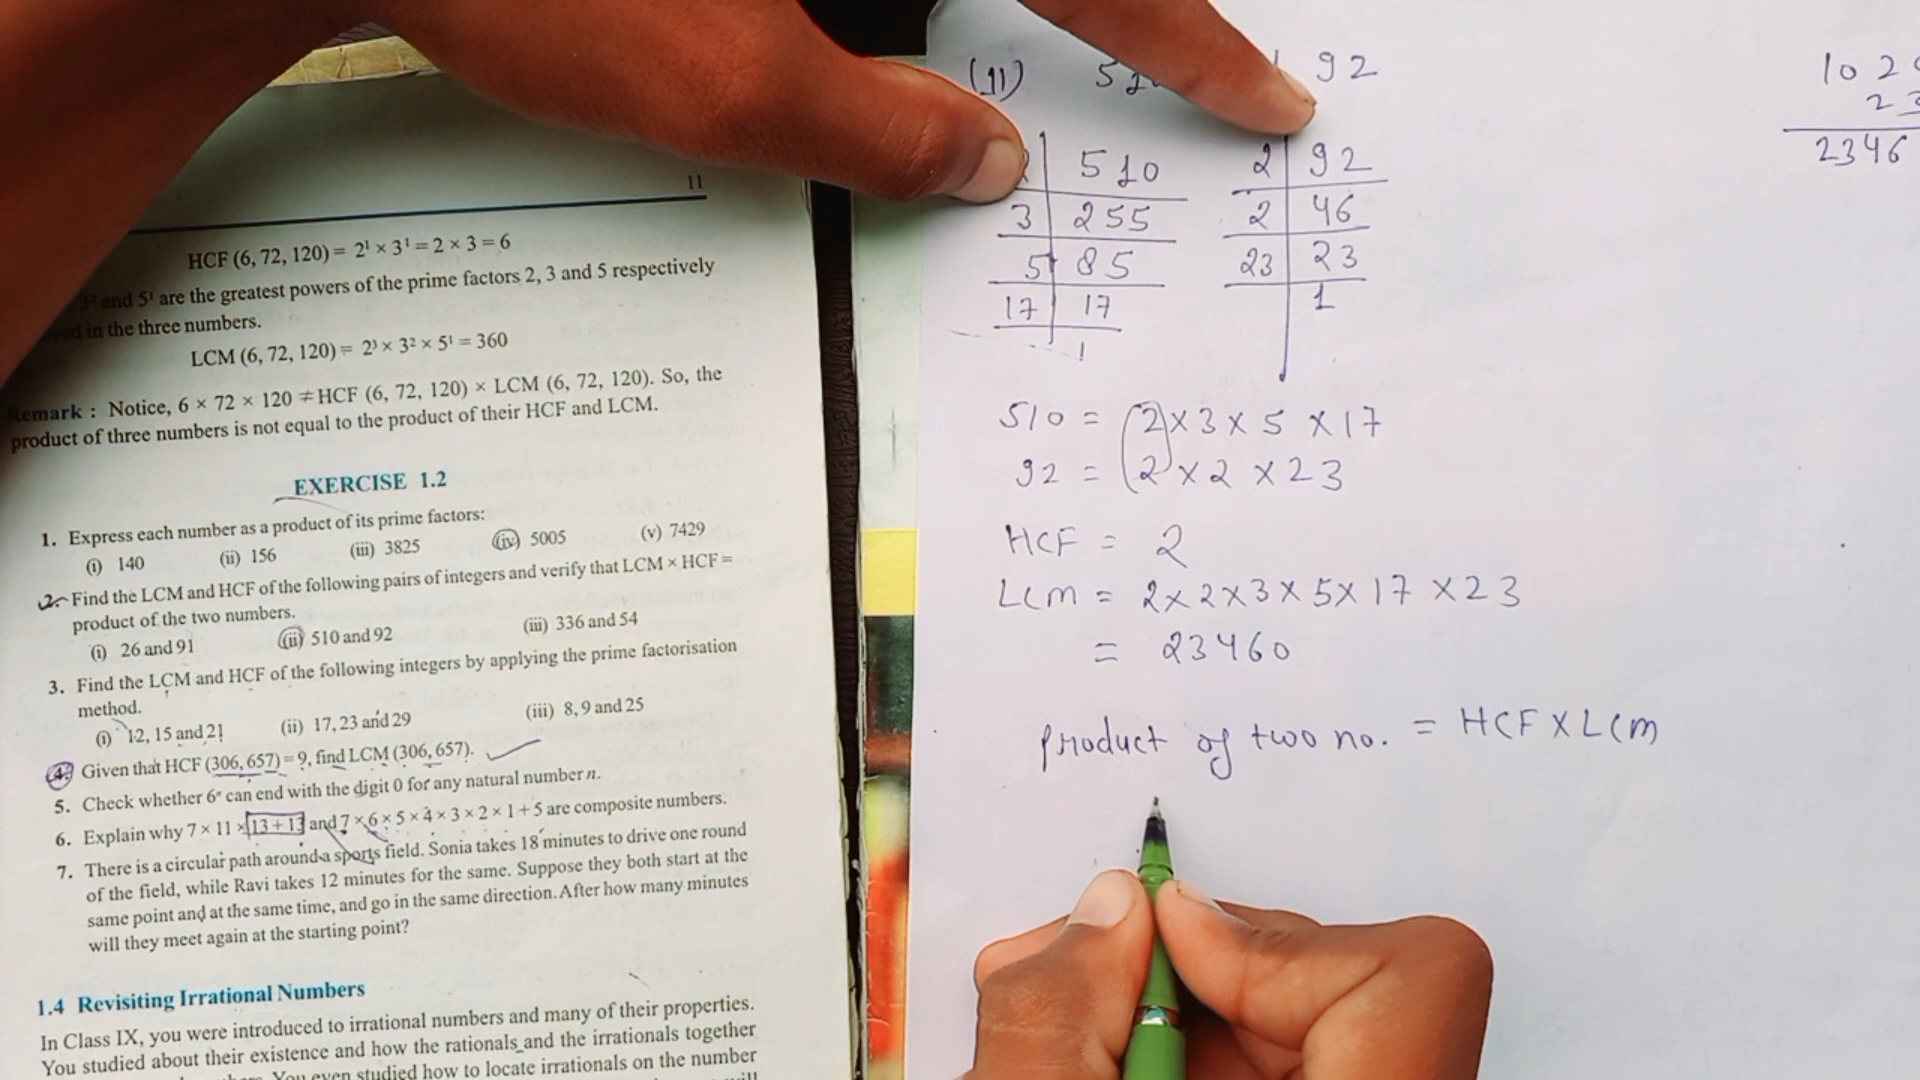 11
HCF (6, 72, 120) = 2¹ × 3¹ = 2 × 3 = 6
3² and 5¹ are the greatest powers of the prime factors 2, 3 and 5 respectively
in the three numbers.
LCM (6, 72, 120) = 2³ × 3² × 5¹ = 360
Remark : Notice, 6 × 72 × 120 ≠ HCF (6, 72, 120) × LCM (6, 72, 120). So, the
product of three numbers is not equal to the product of their HCF and LCM.
EXERCISE 1.2
1. Express each number as a product of its prime factors:
(i) 140 (ii) 156 (iii) 3825 (iv) 5005 (v) 7429
2. Find the LCM and HCF of the following pairs of integers and verify that LCM × HCF =
product of the two numbers.
(i) 26 and 91 (ii) 510 and 92 (iii) 336 and 54
3. Find the LCM and HCF of the following integers by applying the prime factorisation
method.
(i) 12, 15 and 21 (ii) 17, 23 and 29 (iii) 8, 9 and 25
4. Given that HCF (306, 657) = 9, find LCM (306, 657).
5. Check whether 6ⁿ can end with the digit 0 for any natural number n.
6. Explain why 7 × 11 × 13 + 13 and 7 × 6 × 5 × 4 × 3 × 2 × 1 + 5 are composite numbers.
7. There is a circular path around a sports field. Sonia takes 18 minutes to drive one round
of the field, while Ravi takes 12 minutes for the same. Suppose they both start at the
same point and at the same time, and go in the same direction. After how many minutes
will they meet again at the starting point?
1.4 Revisiting Irrational Numbers
In Class IX, you were introduced to irrational numbers and many of their properties.
You studied about their existence and how the rationals and the irrationals together
You even studied how to locate irrationals on the number
(11) 92
510 2 92
3 255 2 46
5 85 23 23
17 17 1
1
510 = 2 × 3 × 5 × 17
92 = 2 × 2 × 23
HCF = 2
LCM = 2 × 2 × 3 × 5 × 17 × 23
= 23460
Product of two no. = HCF × LCM
102
2
2346